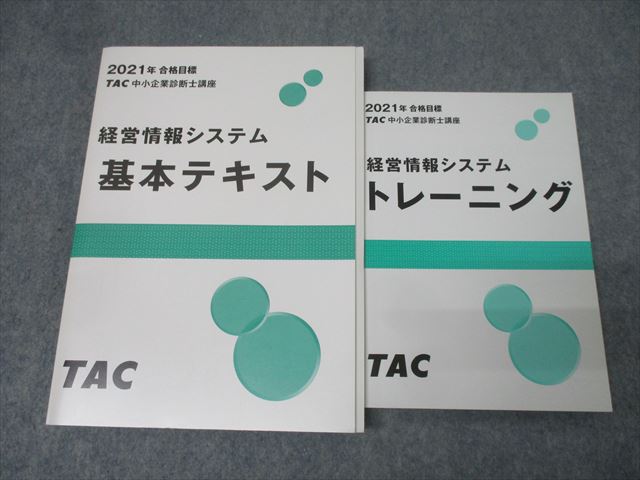 2021年 合格目標
TAC 中小企業診断士講座
経営情報システム
基本テキスト
TAC
2021年 合格目標
TAC 中小企業診断士講座
経営情報システム
トレーニング
TAC